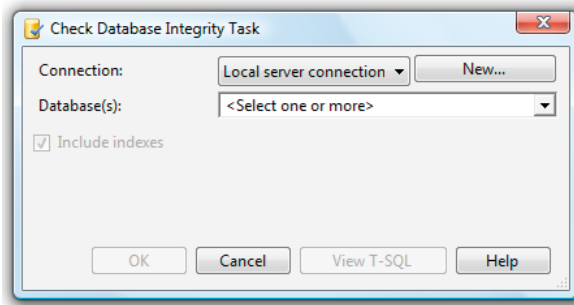 Check Database Integrity Task
Connection:
Local server connection
New...
Database(s):
<Select one or more>
Include indexes
OK
Cancel
View T-SQL
Help